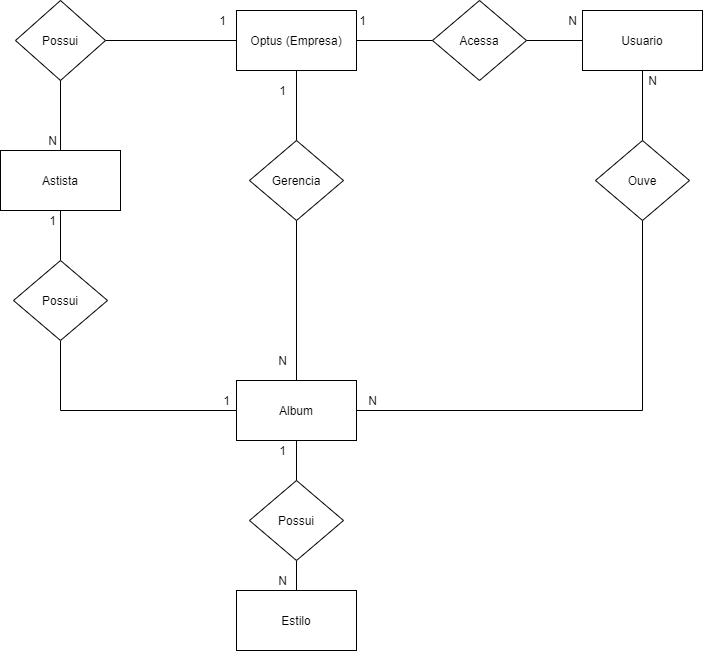 1
1
N
Possui
Optus (Empresa)
Acessa
Usuario
1
N
N
Astista
Gerencia
Ouve
1
Possui
N
1
N
Album
1
Possui
N
Estilo